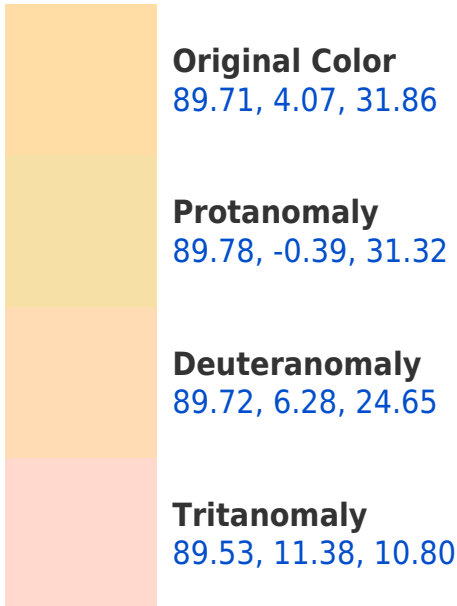 Original Color
89.71, 4.07, 31.86
Protanomaly
89.78, -0.39, 31.32
Deuteranomaly
89.72, 6.28, 24.65
Tritanomaly
89.53, 11.38, 10.80